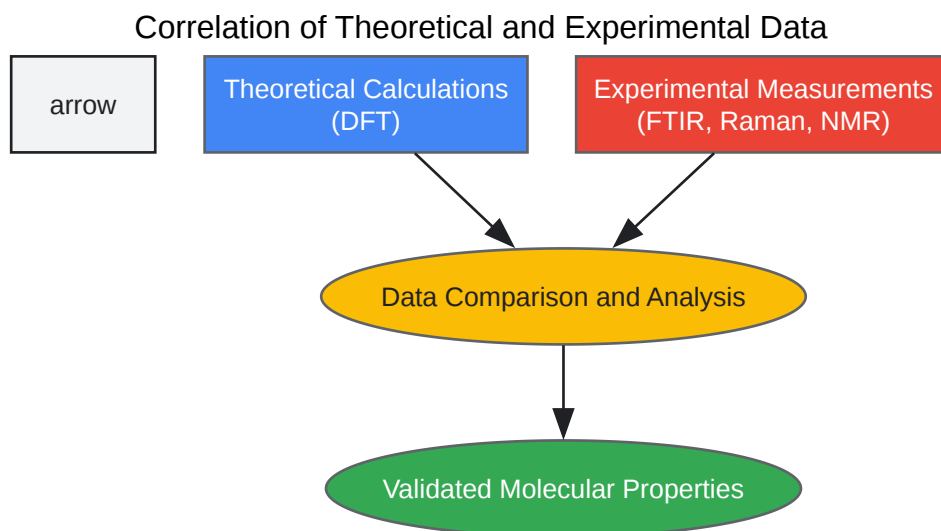 Correlation of Theoretical and Experimental Data
arrow
Theoretical Calculations
(DFT)
Experimental Measurements
(FTIR, Raman, NMR)
Data Comparison and Analysis
Validated Molecular Properties